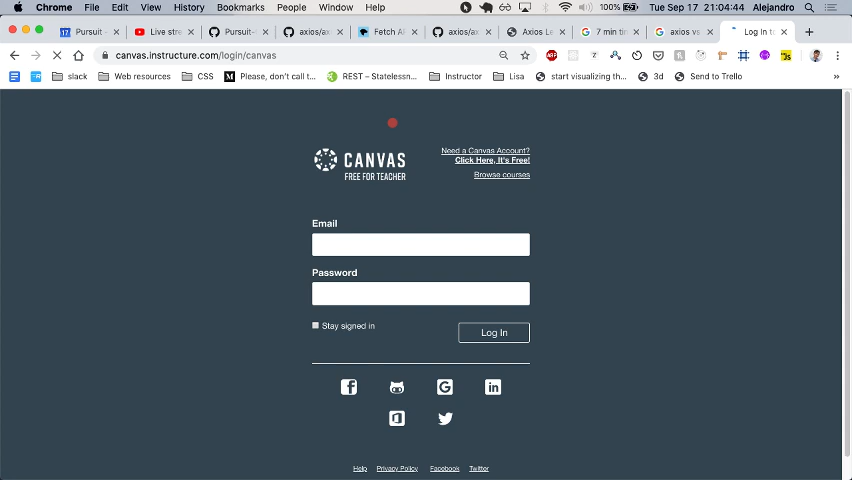 Chrome File Edit View History Bookmarks People Window Help 100% Tue Sep 17 21:04:44 Alejandro
17 Pursuit - Live stre Pursuit- axios/ax Fetch Al axios/ax Axios Le 7 min tin axios vs Log In to
canvas.instructure.com/login/canvas
slack Web resources CSS Please, don't call t... REST – Statelessn... Instructor Lisa start visualizing th... 3d Send to Trello »
Need a Canvas Account?
Click Here, It's Free!
CANVAS
FREE FOR TEACHER
Browse courses
Email
Password
Stay signed in
Log In
Help Privacy Policy Facebook Twitter